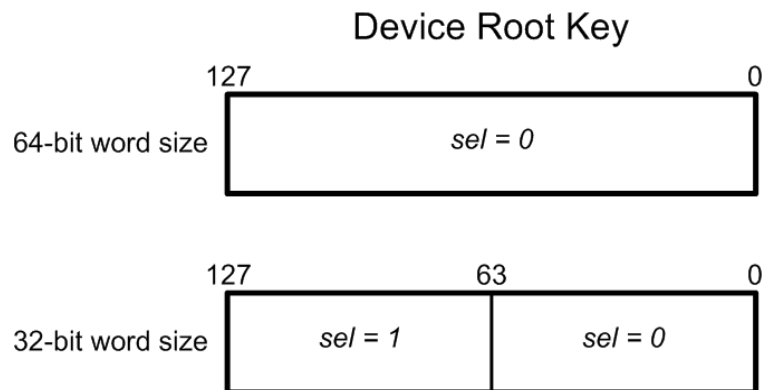 Device Root Key
127 0
64-bit word size sel = 0
127 63 0
32-bit word size sel = 1 sel = 0